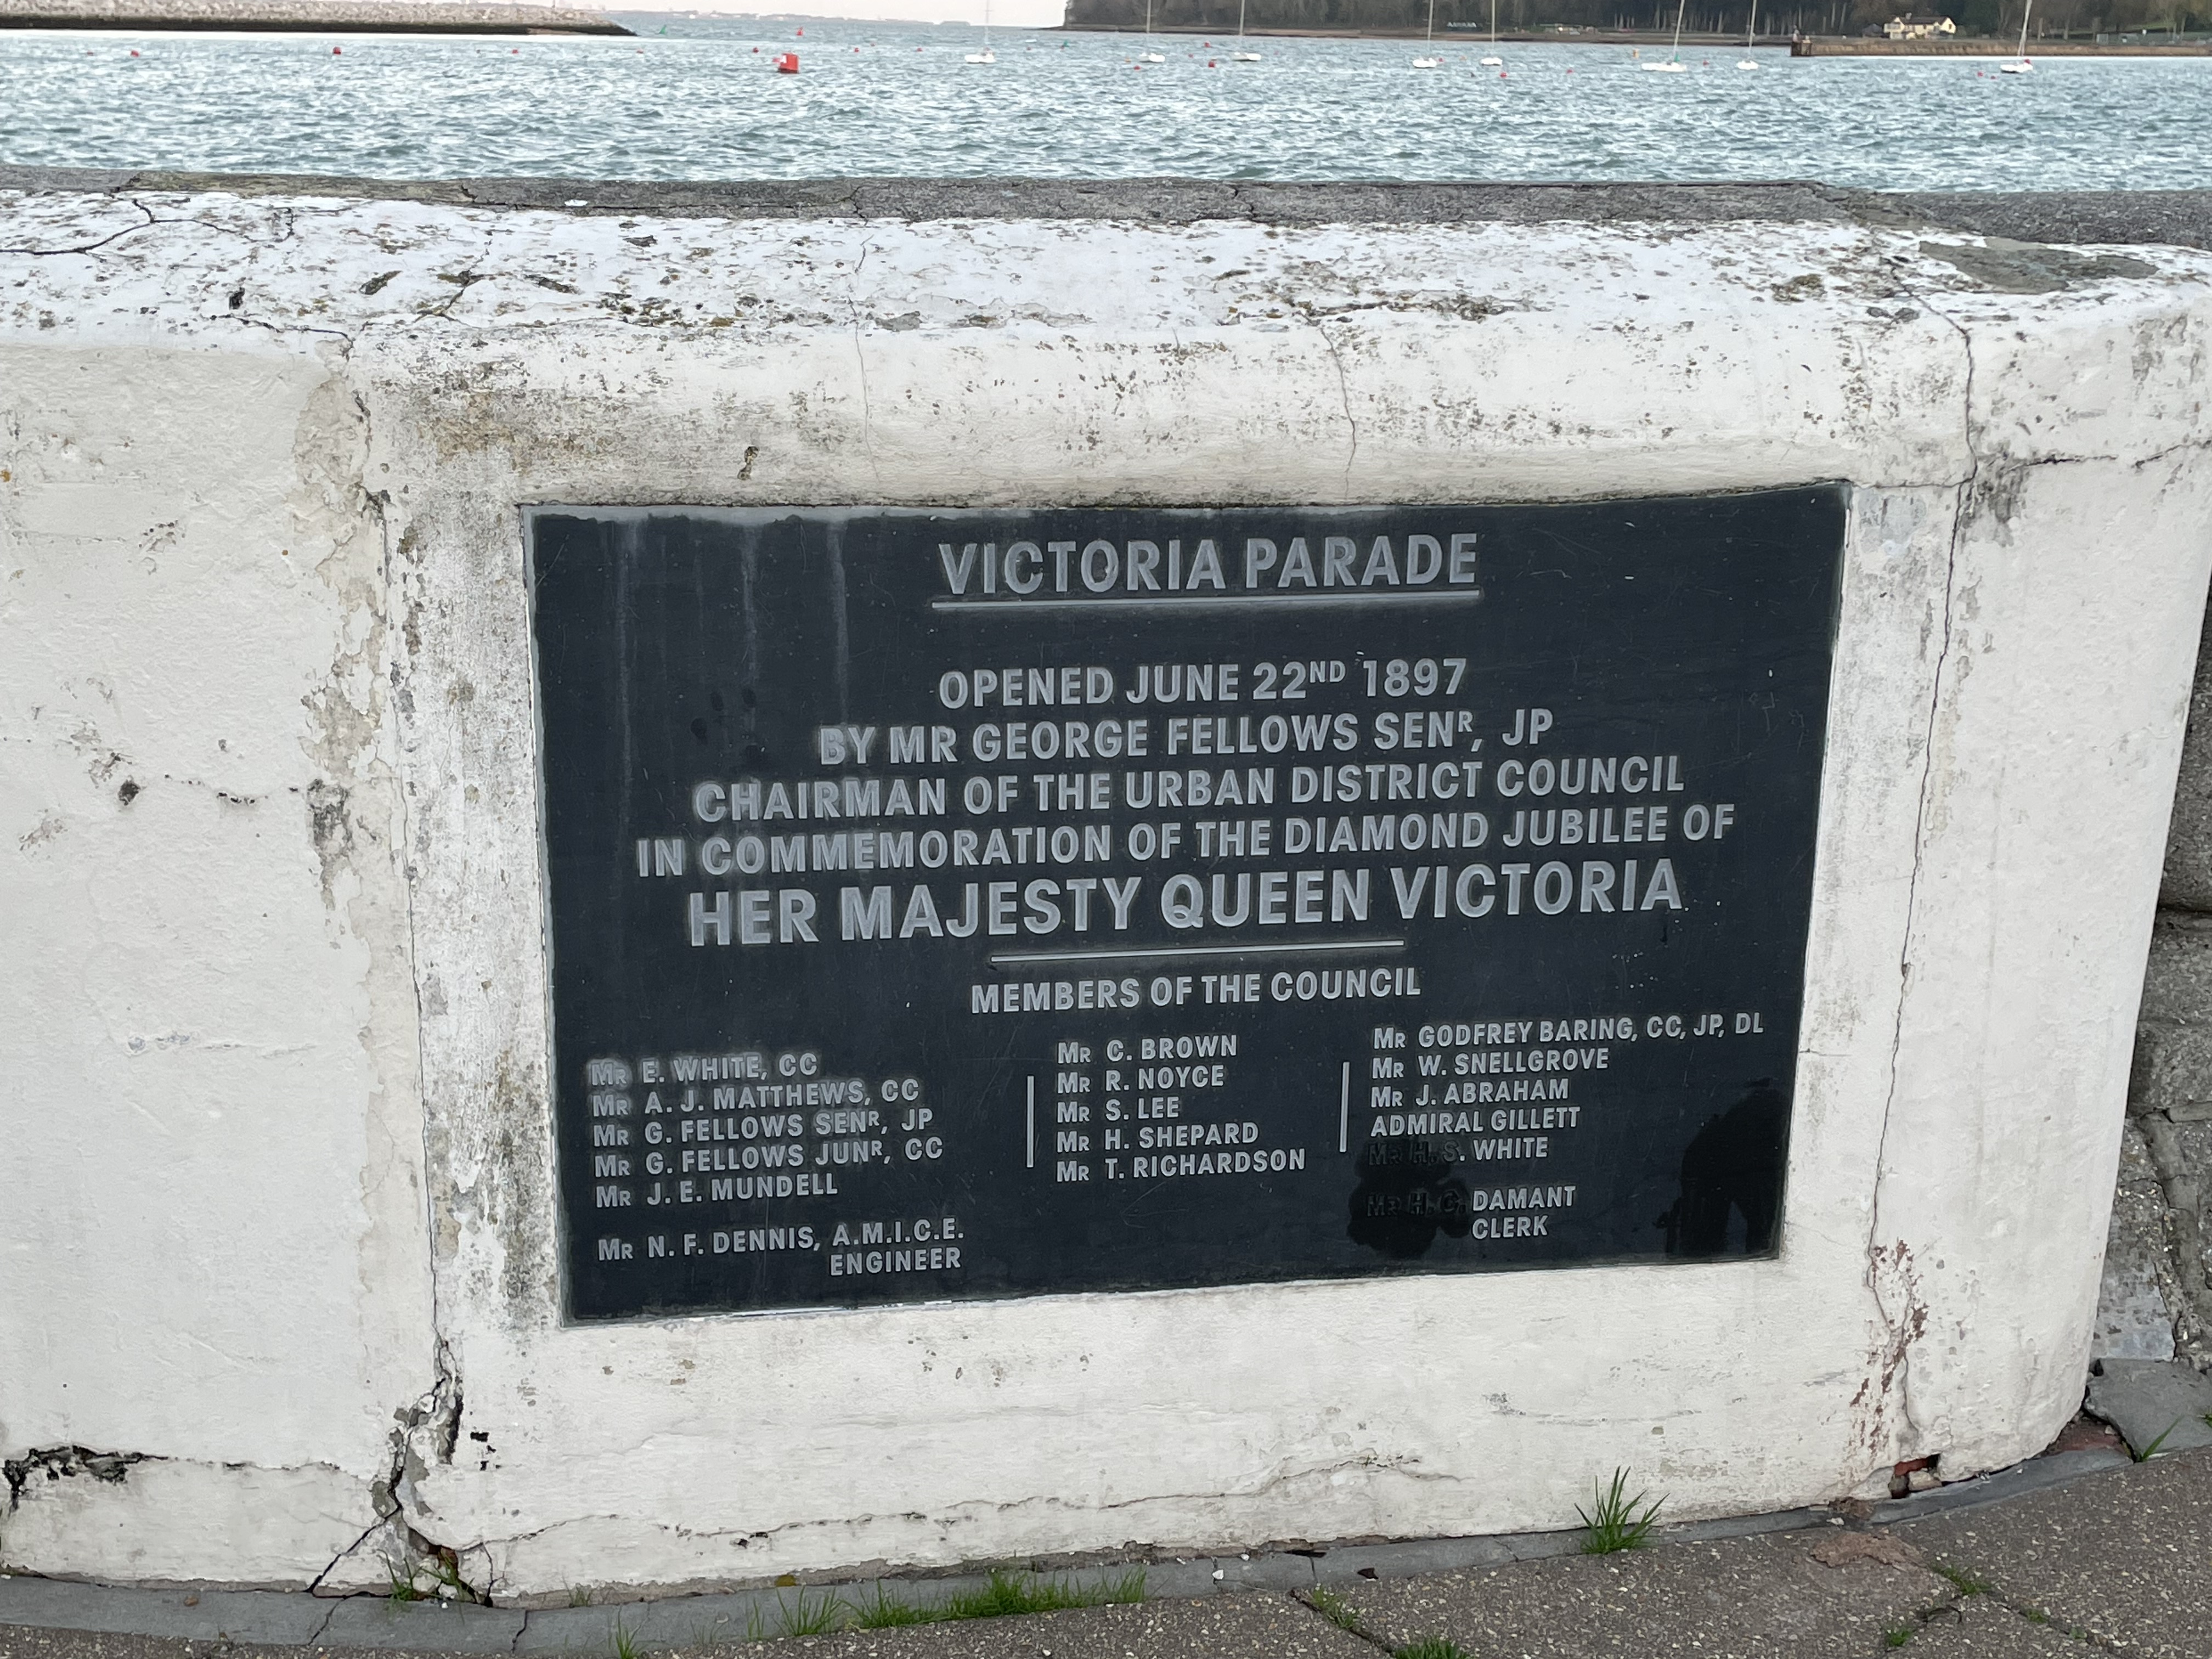 VICTORIA PARADE
OPENED JUNE 22ND 1897
BY MR GEORGE FELLOWS SENR, JP
CHAIRMAN OF THE URBAN DISTRICT COUNCIL
IN COMMEMORATION OF THE DIAMOND JUBILEE OF
HER MAJESTY QUEEN VICTORIA
MEMBERS OF THE COUNCIL
MR E. WHITE, CC
MR A. J. MATTHEWS, CC
MR G. FELLOWS SENR, JP
MR G. FELLOWS JUNR, CC
MR J. E. MUNDELL
MR N. F. DENNIS, A.M.I.C.E.
ENGINEER
MR C. BROWN
MR R. NOYCE
MR S. LEE
MR H. SHEPARD
MR T. RICHARDSON
MR GODFREY BARING, CC, JP, DL
MR W. SNELLGROVE
MR J. ABRAHAM
ADMIRAL GILLETT
MR H. S. WHITE
MR H. C. DAMANT
CLERK